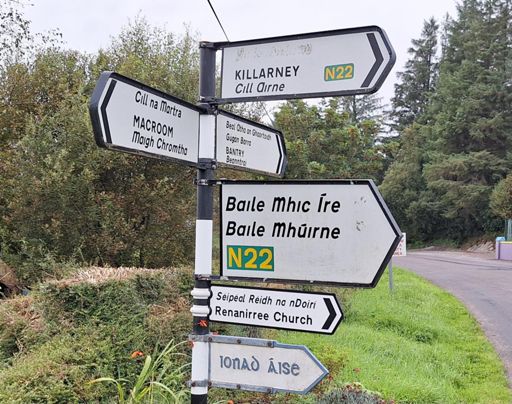 KILLARNEY
Cill Airne
N22
Cill na Martra
MACROOM
Maigh Chromtha
Béal Átha an Ghaorthaidh
Gúgán Barra
BANTRY
Beanntraí
Baile Mhic Íre
Baile Mhúirne
N22
Séipéal Réidh na nDoirí
Renanirree Church
IONAD ÁISE